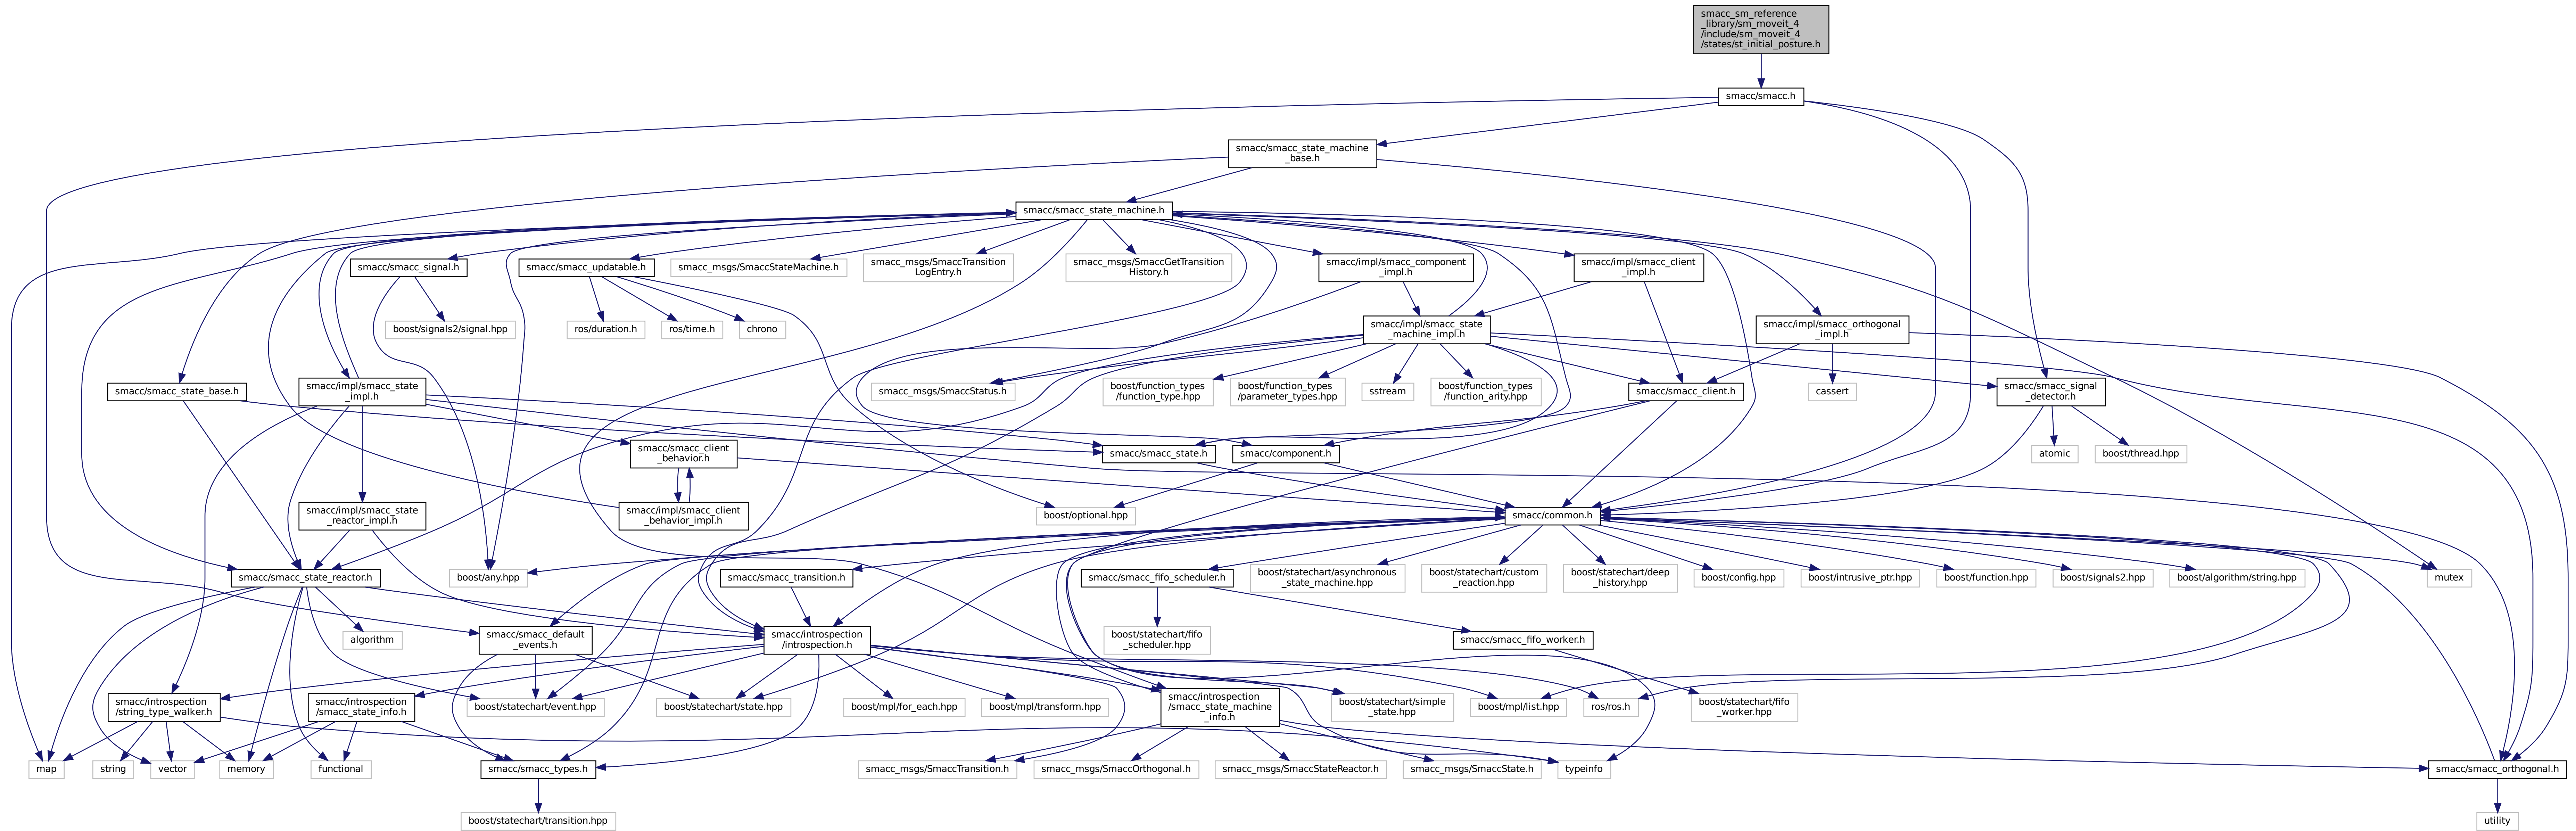 smacc_sm_reference
_library/sm_moveit_4
/include/sm_moveit_4
/states/st_initial_posture.h
smacc/smacc.h
smacc/smacc_state_machine
_base.h
smacc/smacc_state_machine.h
smacc/smacc_signal.h
smacc/smacc_updatable.h
smacc_msgs/SmaccStateMachine.h
smacc_msgs/SmaccTransition
LogEntry.h
smacc_msgs/SmaccGetTransition
History.h
smacc/impl/smacc_component
_impl.h
smacc/impl/smacc_client
_impl.h
boost/signals2/signal.hpp
ros/duration.h
ros/time.h
chrono
smacc/impl/smacc_state
_machine_impl.h
smacc/impl/smacc_orthogonal
_impl.h
smacc/smacc_state_base.h
smacc/impl/smacc_state
_impl.h
smacc_msgs/SmaccStatus.h
boost/function_types
/function_type.hpp
boost/function_types
/parameter_types.hpp
sstream
boost/function_types
/function_arity.hpp
smacc/smacc_client.h
cassert
smacc/smacc_signal
_detector.h
smacc/smacc_client
_behavior.h
smacc/smacc_state.h
smacc/component.h
atomic
boost/thread.hpp
smacc/impl/smacc_state
_reactor_impl.h
smacc/impl/smacc_client
_behavior_impl.h
boost/optional.hpp
smacc/common.h
smacc/smacc_state_reactor.h
boost/any.hpp
smacc/smacc_transition.h
smacc/smacc_fifo_scheduler.h
boost/statechart/asynchronous
_state_machine.hpp
boost/statechart/custom
_reaction.hpp
boost/statechart/deep
_history.hpp
boost/config.hpp
boost/intrusive_ptr.hpp
boost/function.hpp
boost/signals2.hpp
boost/algorithm/string.hpp
mutex
algorithm
smacc/smacc_default
_events.h
smacc/introspection
/introspection.h
boost/statechart/fifo
_scheduler.hpp
smacc/smacc_fifo_worker.h
smacc/introspection
/string_type_walker.h
smacc/introspection
/smacc_state_info.h
boost/statechart/event.hpp
boost/statechart/state.hpp
boost/mpl/for_each.hpp
boost/mpl/transform.hpp
smacc/introspection
/smacc_state_machine
_info.h
boost/statechart/simple
_state.hpp
boost/mpl/list.hpp
ros/ros.h
boost/statechart/fifo
_worker.hpp
map
string
vector
memory
functional
smacc/smacc_types.h
smacc_msgs/SmaccTransition.h
smacc_msgs/SmaccOrthogonal.h
smacc_msgs/SmaccStateReactor.h
smacc_msgs/SmaccState.h
typeinfo
smacc/smacc_orthogonal.h
boost/statechart/transition.hpp
utility